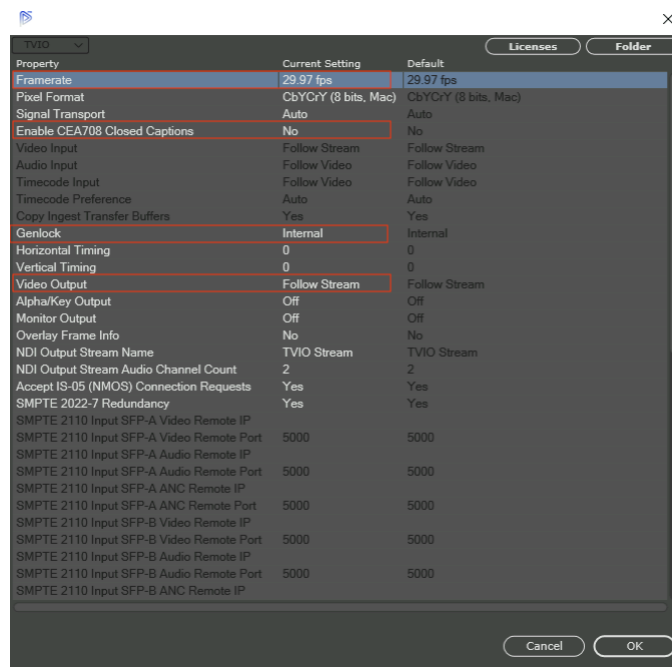 TVIO
Licenses
Folder
Property Current Setting Default
Framerate 29.97 fps 29.97 fps
Pixel Format CbYCrY (8 bits, Mac) CbYCrY (8 bits, Mac)
Signal Transport Auto Auto
Enable CEA708 Closed Captions No No
Video Input Follow Stream Follow Stream
Audio Input Follow Video Follow Video
Timecode Input Follow Video Follow Video
Timecode Preference Auto Auto
Copy Ingest Transfer Buffers Yes Yes
Genlock Internal Internal
Horizontal Timing 0 0
Vertical Timing 0 0
Video Output Follow Stream Follow Stream
Alpha/Key Output Off Off
Monitor Output Off Off
Overlay Frame Info No No
NDI Output Stream Name TVIO Stream TVIO Stream
NDI Output Stream Audio Channel Count 2 2
Accept IS-05 (NMOS) Connection Requests Yes Yes
SMPTE 2022-7 Redundancy Yes Yes
SMPTE 2110 Input SFP-A Video Remote IP
SMPTE 2110 Input SFP-A Video Remote Port 5000 5000
SMPTE 2110 Input SFP-A Audio Remote IP
SMPTE 2110 Input SFP-A Audio Remote Port 5000 5000
SMPTE 2110 Input SFP-A ANC Remote IP
SMPTE 2110 Input SFP-A ANC Remote Port 5000 5000
SMPTE 2110 Input SFP-B Video Remote IP
SMPTE 2110 Input SFP-B Video Remote Port 5000 5000
SMPTE 2110 Input SFP-B Audio Remote IP
SMPTE 2110 Input SFP-B Audio Remote Port 5000 5000
SMPTE 2110 Input SFP-B ANC Remote IP
Cancel
OK